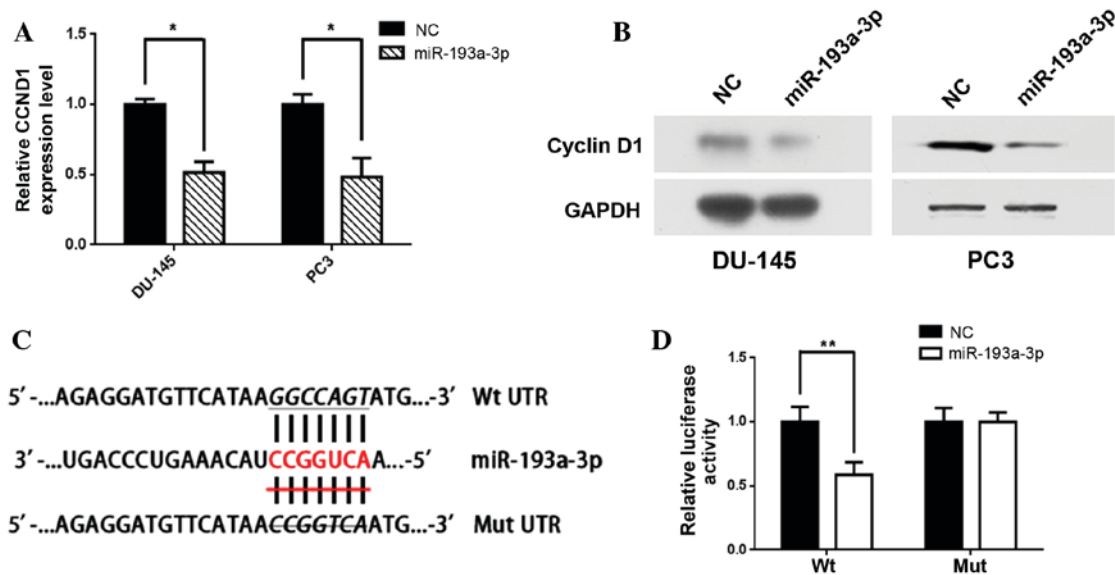 A
Relative CCND1
expression level
1.5
1.0
0.5
0.0
*
*
NC
miR-193a-3p
DU-145
PC3
B
NC
miR-193a-3p
NC
miR-193a-3p
Cyclin D1
GAPDH
DU-145
PC3
C
5′ -...AGAGGATGTTCATAAGGCCAGTATG...-3′ Wt UTR
3′ -...UGACCCUGAAACAUCCGGUCAA...-5′ miR-193a-3p
5′ -...AGAGGATGTTCATAACCGGTCAATG...-3′ Mut UTR
D
NC
miR-193a-3p
Relative luciferase
activity
1.5
1.0
0.5
0.0
**
Wt
Mut